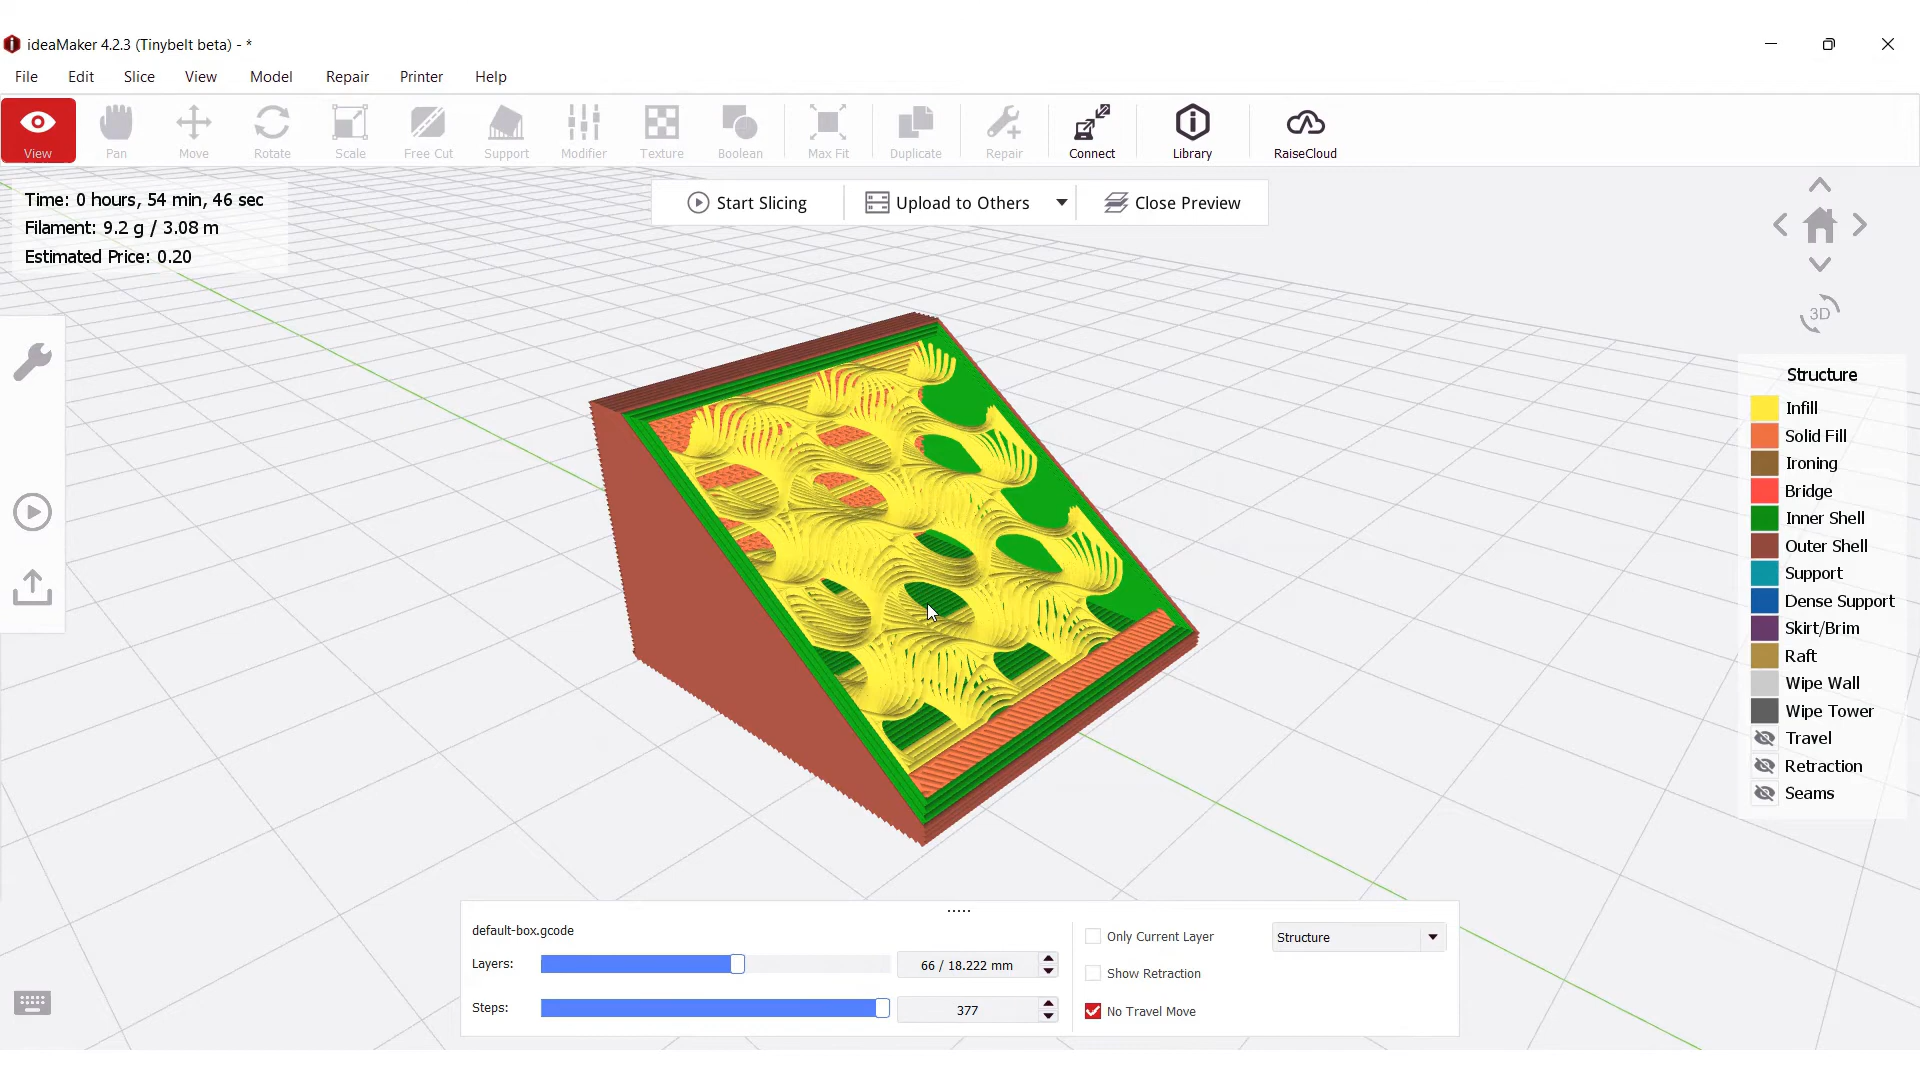 ideaMaker 4.2.3 (Tinybelt beta) - *
File Edit Slice View Model Repair Printer Help
View Pan Move Rotate Scale Free Cut Support Modifier Texture Boolean Max Fit Duplicate Repair Connect Library RaiseCloud
Time: 0 hours, 54 min, 46 sec
Filament: 9.2 g / 3.08 m
Estimated Price: 0.20
Start Slicing Upload to Others Close Preview
3D
Structure
Infill
Solid Fill
Ironing
Bridge
Inner Shell
Outer Shell
Support
Dense Support
Skirt/Brim
Raft
Wipe Wall
Wipe Tower
Travel
Retraction
Seams
default-box.gcode
Layers: 66 / 18.222 mm
Steps: 377
Only Current Layer
Show Retraction
No Travel Move
Structure